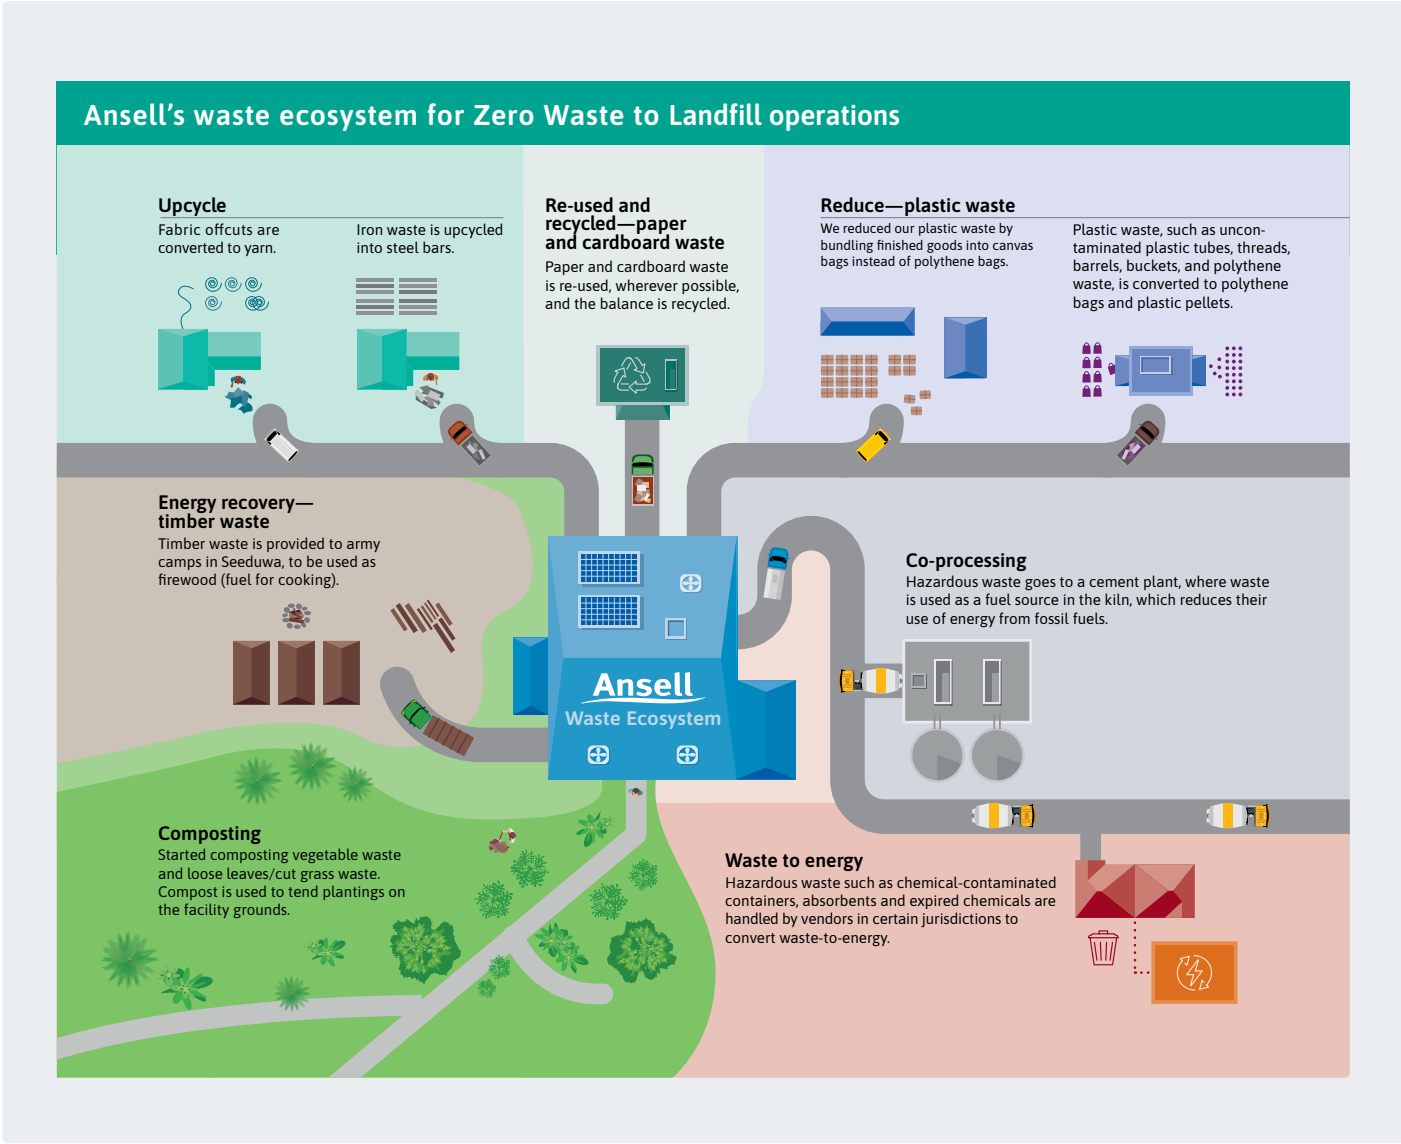 Ansell's waste ecosystem for Zero Waste to Landfill operations
Upcycle
Fabric offcuts are
converted to yarn.
Iron waste is upcycled
into steel bars.
Re-used and
recycled—paper
and cardboard waste
Paper and cardboard waste
is re-used, wherever possible,
and the balance is recycled.
Reduce—plastic waste
We reduced our plastic waste by
bundling finished goods into canvas
bags instead of polythene bags.
Plastic waste, such as uncon-
taminated plastic tubes, threads,
barrels, buckets, and polythene
waste, is converted to polythene
bags and plastic pellets.
Energy recovery—
timber waste
Timber waste is provided to army
camps in Seeduwa, to be used as
firewood (fuel for cooking).
Co-processing
Hazardous waste goes to a cement plant, where waste
is used as a fuel source in the kiln, which reduces their
use of energy from fossil fuels.
Ansell
Waste Ecosystem
Composting
Started composting vegetable waste
and loose leaves/cut grass waste.
Compost is used to tend plantings on
the facility grounds.
Waste to energy
Hazardous waste such as chemical-contaminated
containers, absorbents and expired chemicals are
handled by vendors in certain jurisdictions to
convert waste-to-energy.